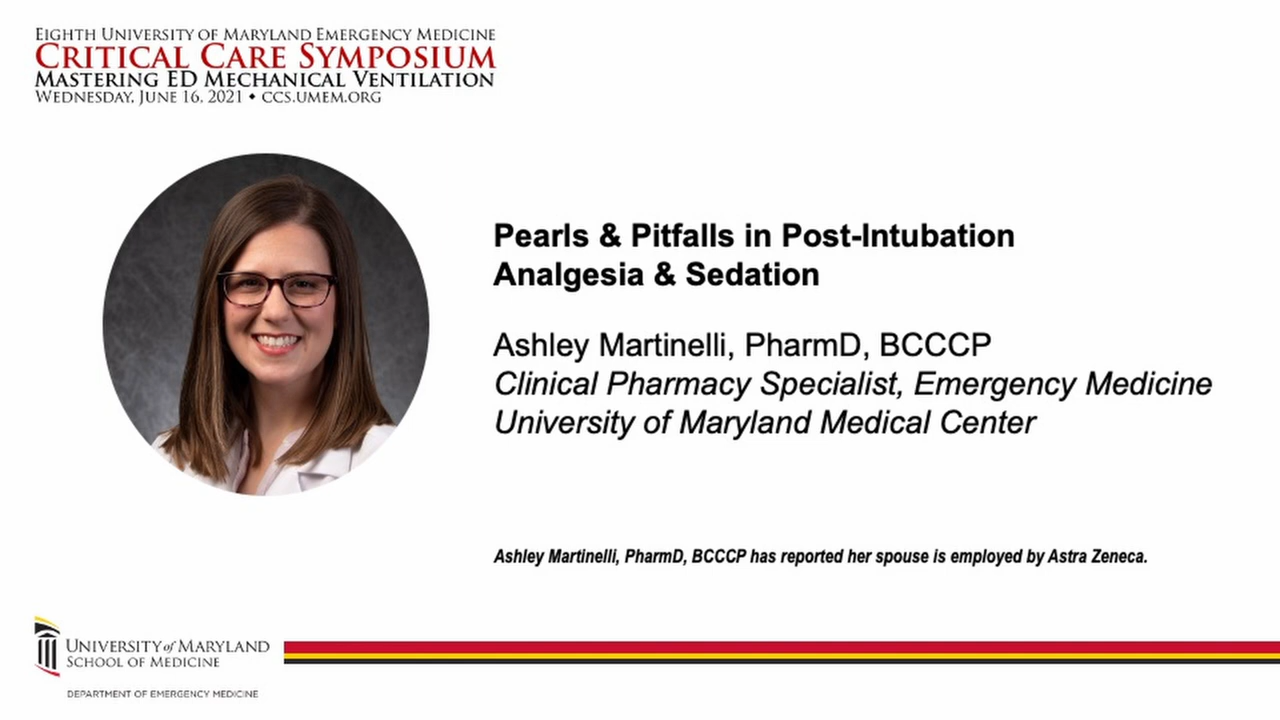 EIGHTH UNIVERSITY OF MARYLAND EMERGENCY MEDICINE
CRITICAL CARE SYMPOSIUM
MASTERING ED MECHANICAL VENTILATION
WEDNESDAY, JUNE 16, 2021 • CCS.UMEM.ORG
Pearls & Pitfalls in Post-Intubation
Analgesia & Sedation
Ashley Martinelli, PharmD, BCCCP
Clinical Pharmacy Specialist, Emergency Medicine
University of Maryland Medical Center
Ashley Martinelli, PharmD, BCCCP has reported her spouse is employed by Astra Zeneca.
UNIVERSITY of MARYLAND
SCHOOL OF MEDICINE
DEPARTMENT OF EMERGENCY MEDICINE